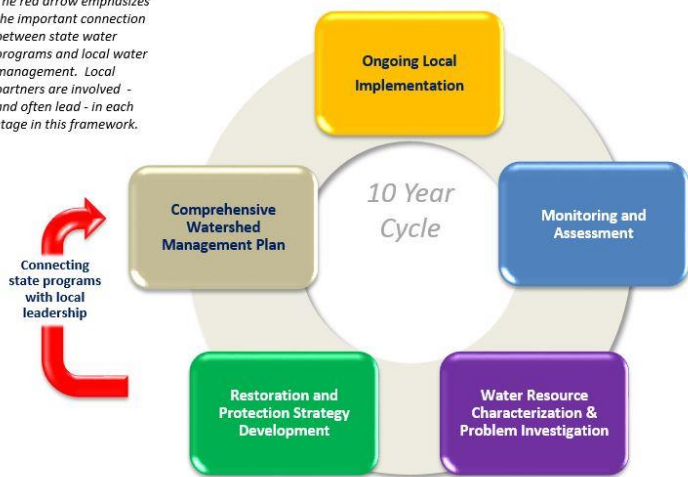 The red arrow emphasizes
the important connection
between state water
programs and local water
management. Local
partners are involved -
and often lead - in each
stage in this framework.
Ongoing Local
Implementation
10 Year
Cycle
Comprehensive
Watershed
Management Plan
Monitoring and
Assessment
Connecting
state programs
with local
leadership
Restoration and
Protection Strategy
Development
Water Resource
Characterization &
Problem Investigation